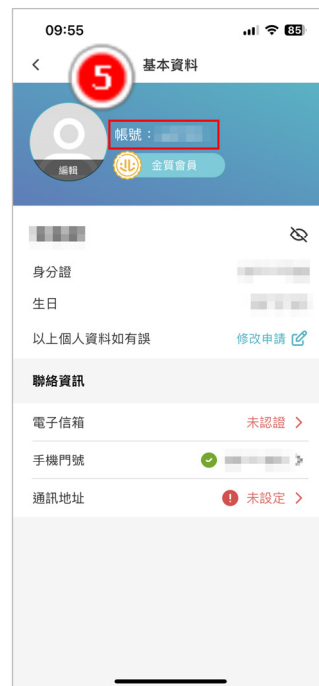 09:55
85
5
基本資料
帳號：
編輯
金質會員
身分證
生日
以上個人資料如有誤
修改申請
聯絡資訊
電子信箱
未認證
手機門號
通訊地址
未設定